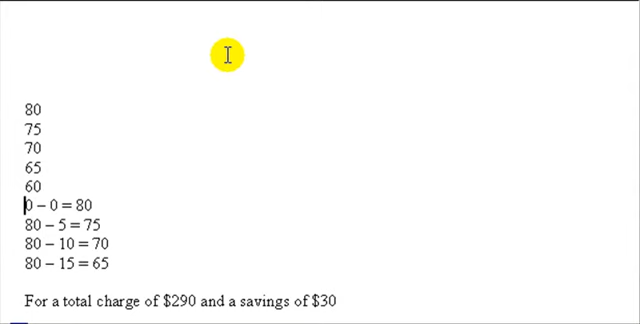 80
75
70
65
60
0 – 0 = 80
80 – 5 = 75
80 – 10 = 70
80 – 15 = 65
For a total charge of $290 and a savings of $30